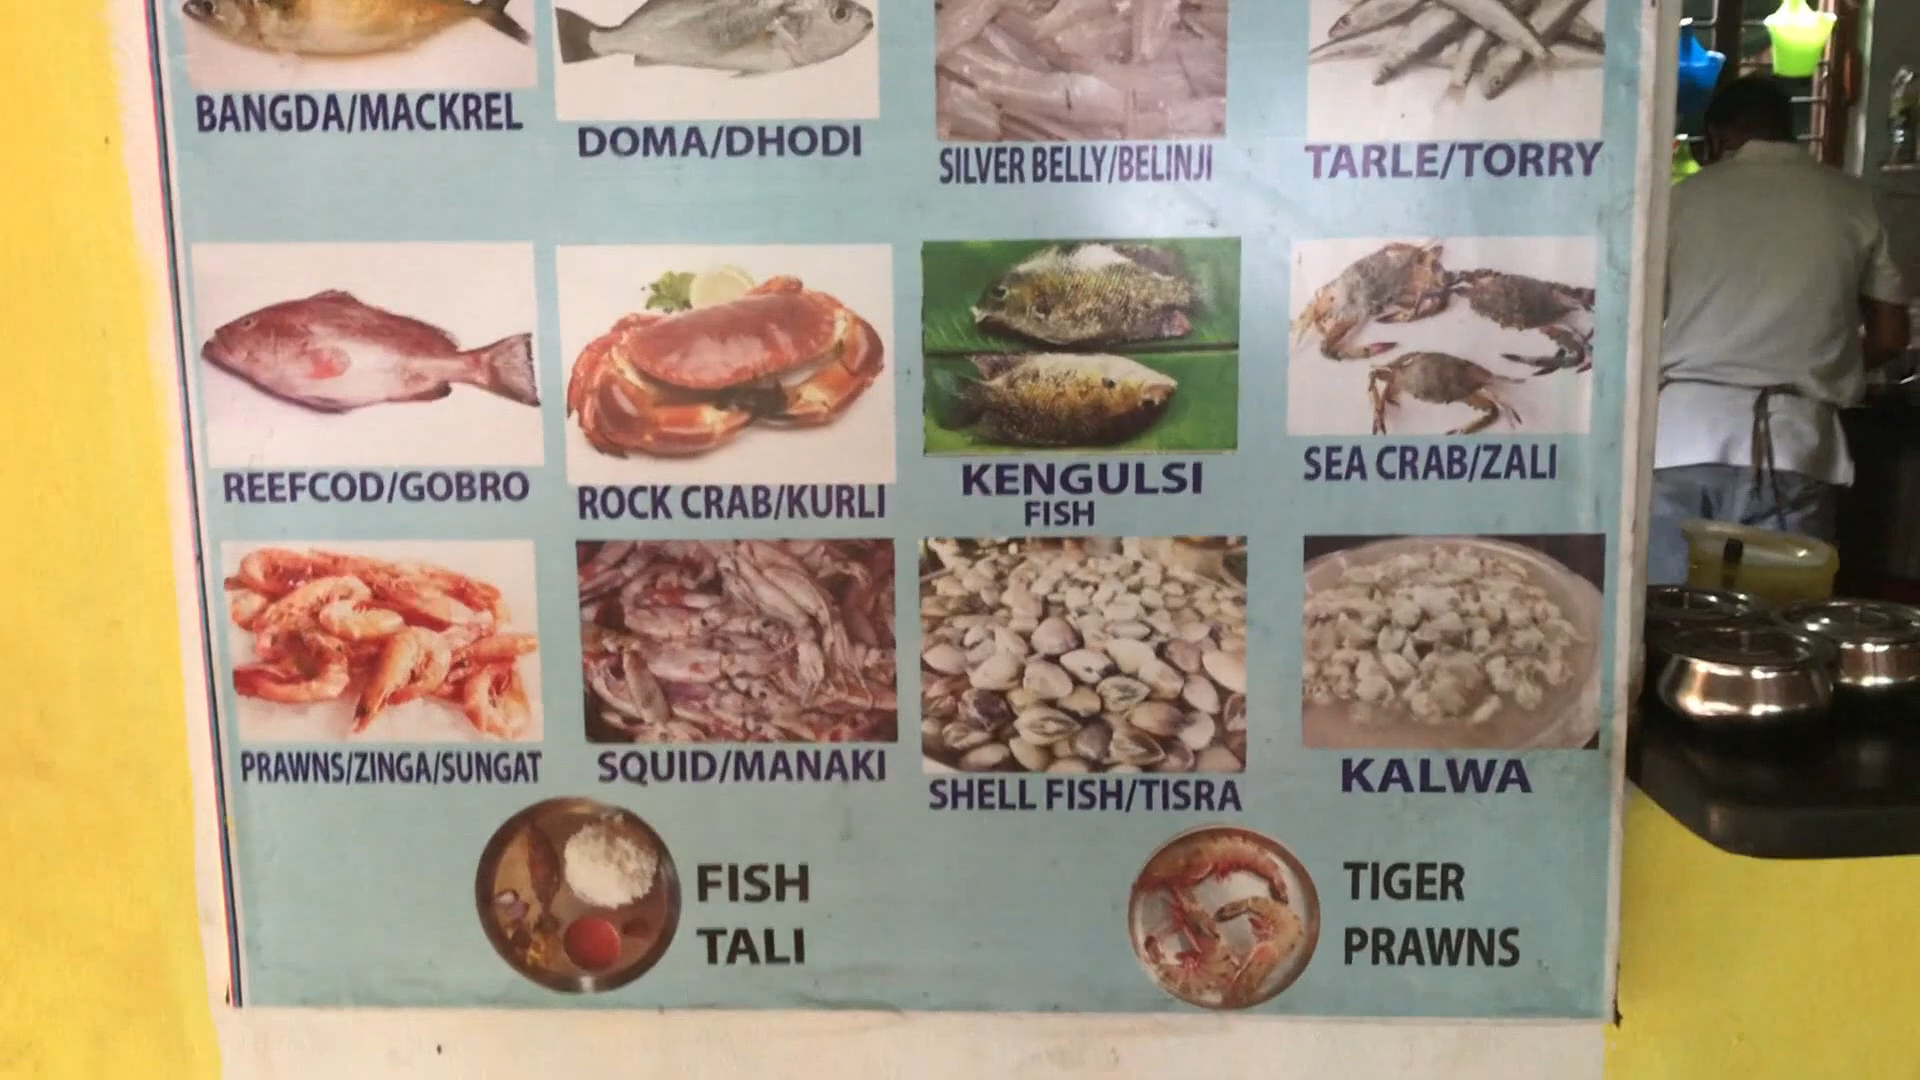 BANGDA/MACKREL
DOMA/DHODI
SILVER BELLY/BELINJI
TARLE/TORRY
REEFCOD/GOBRO
ROCK CRAB/KURLI
KENGULSI
FISH
SEA CRAB/ZALI
PRAWNS/ZINGA/SUNGAT
SQUID/MANAKI
SHELL FISH/TISRA
KALWA
FISH
TALI
TIGER
PRAWNS